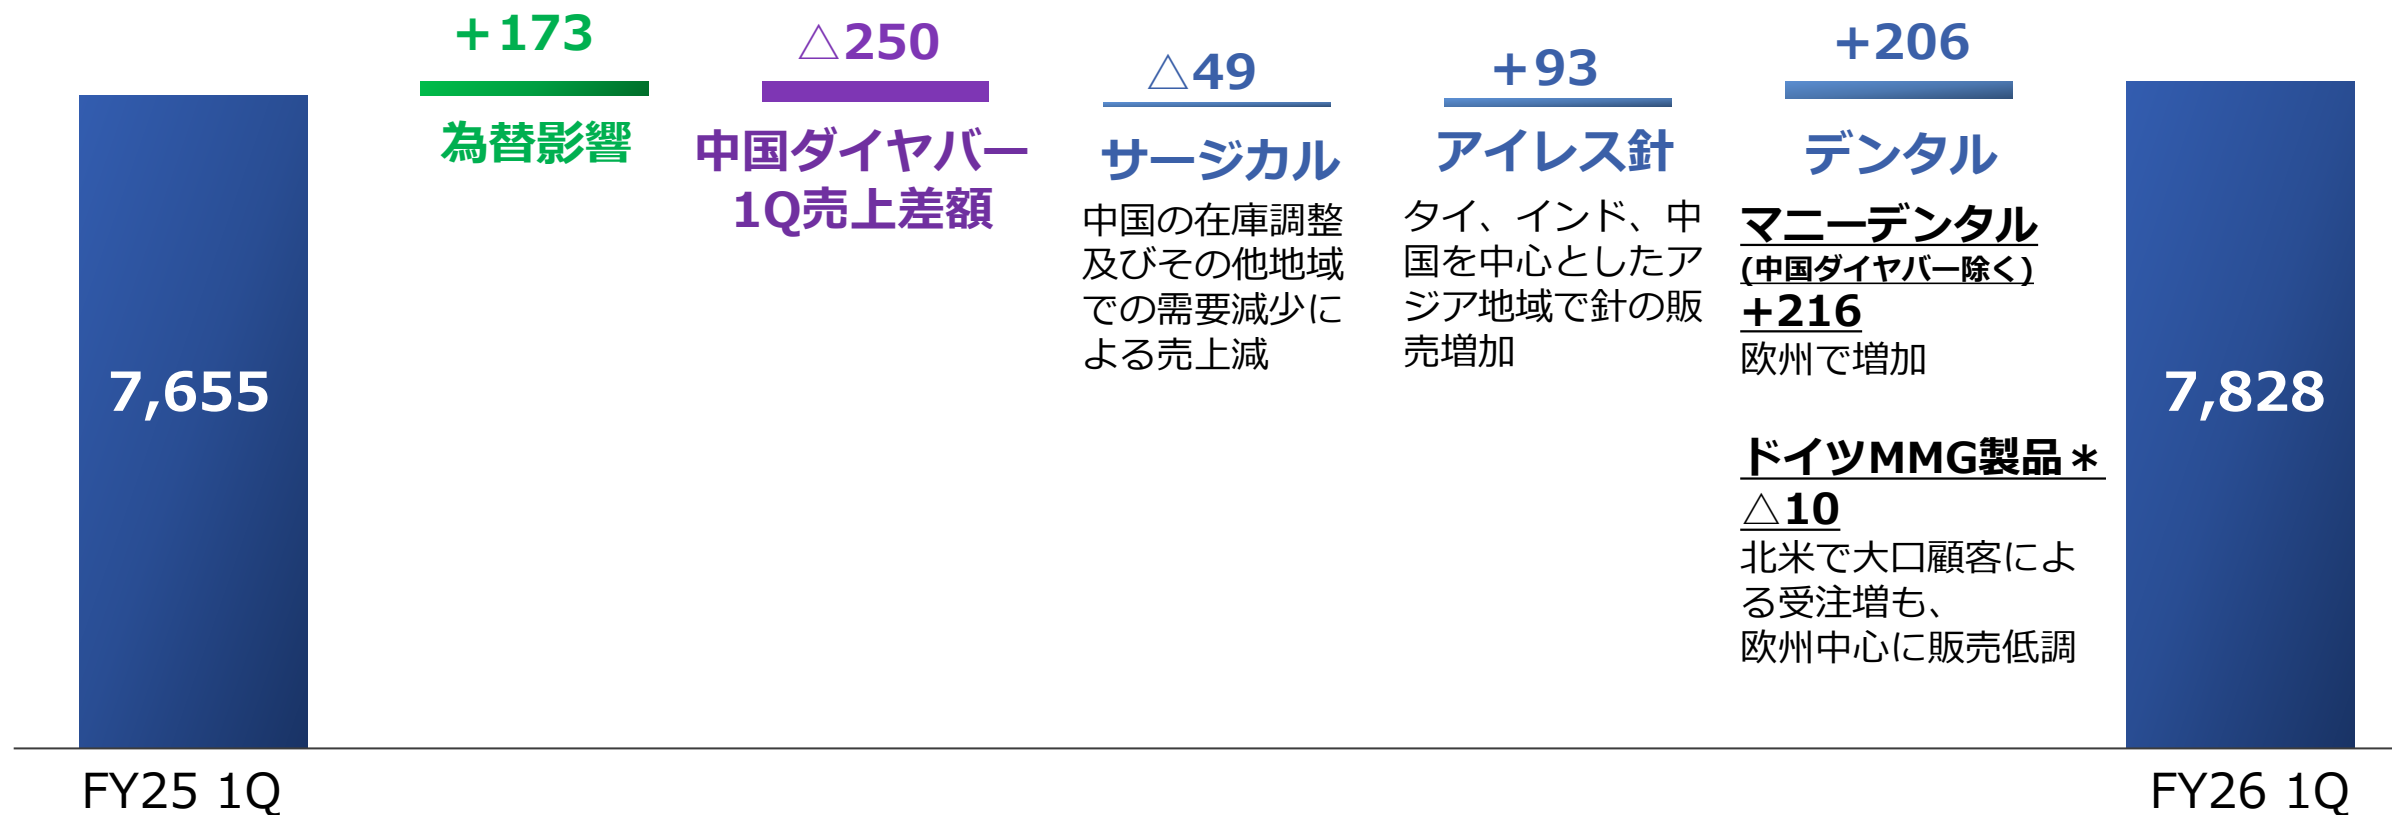 7,655
FY25 1Q
＋173
為替影響
△250
中国ダイヤバー
1Q売上差額
△49
サージカル
中国の在庫調整
及びその他地域
での需要減少に
よる売上減
＋93
アイレス針
タイ、インド、中
国を中心としたア
ジア地域で針の販
売増加
+206
デンタル
マニーデンタル
(中国ダイヤバー除く)
+216
欧州で増加
ドイツMMG製品＊
△10
北米で大口顧客によ
る受注増も、
欧州中心に販売低調
7,828
FY26 1Q